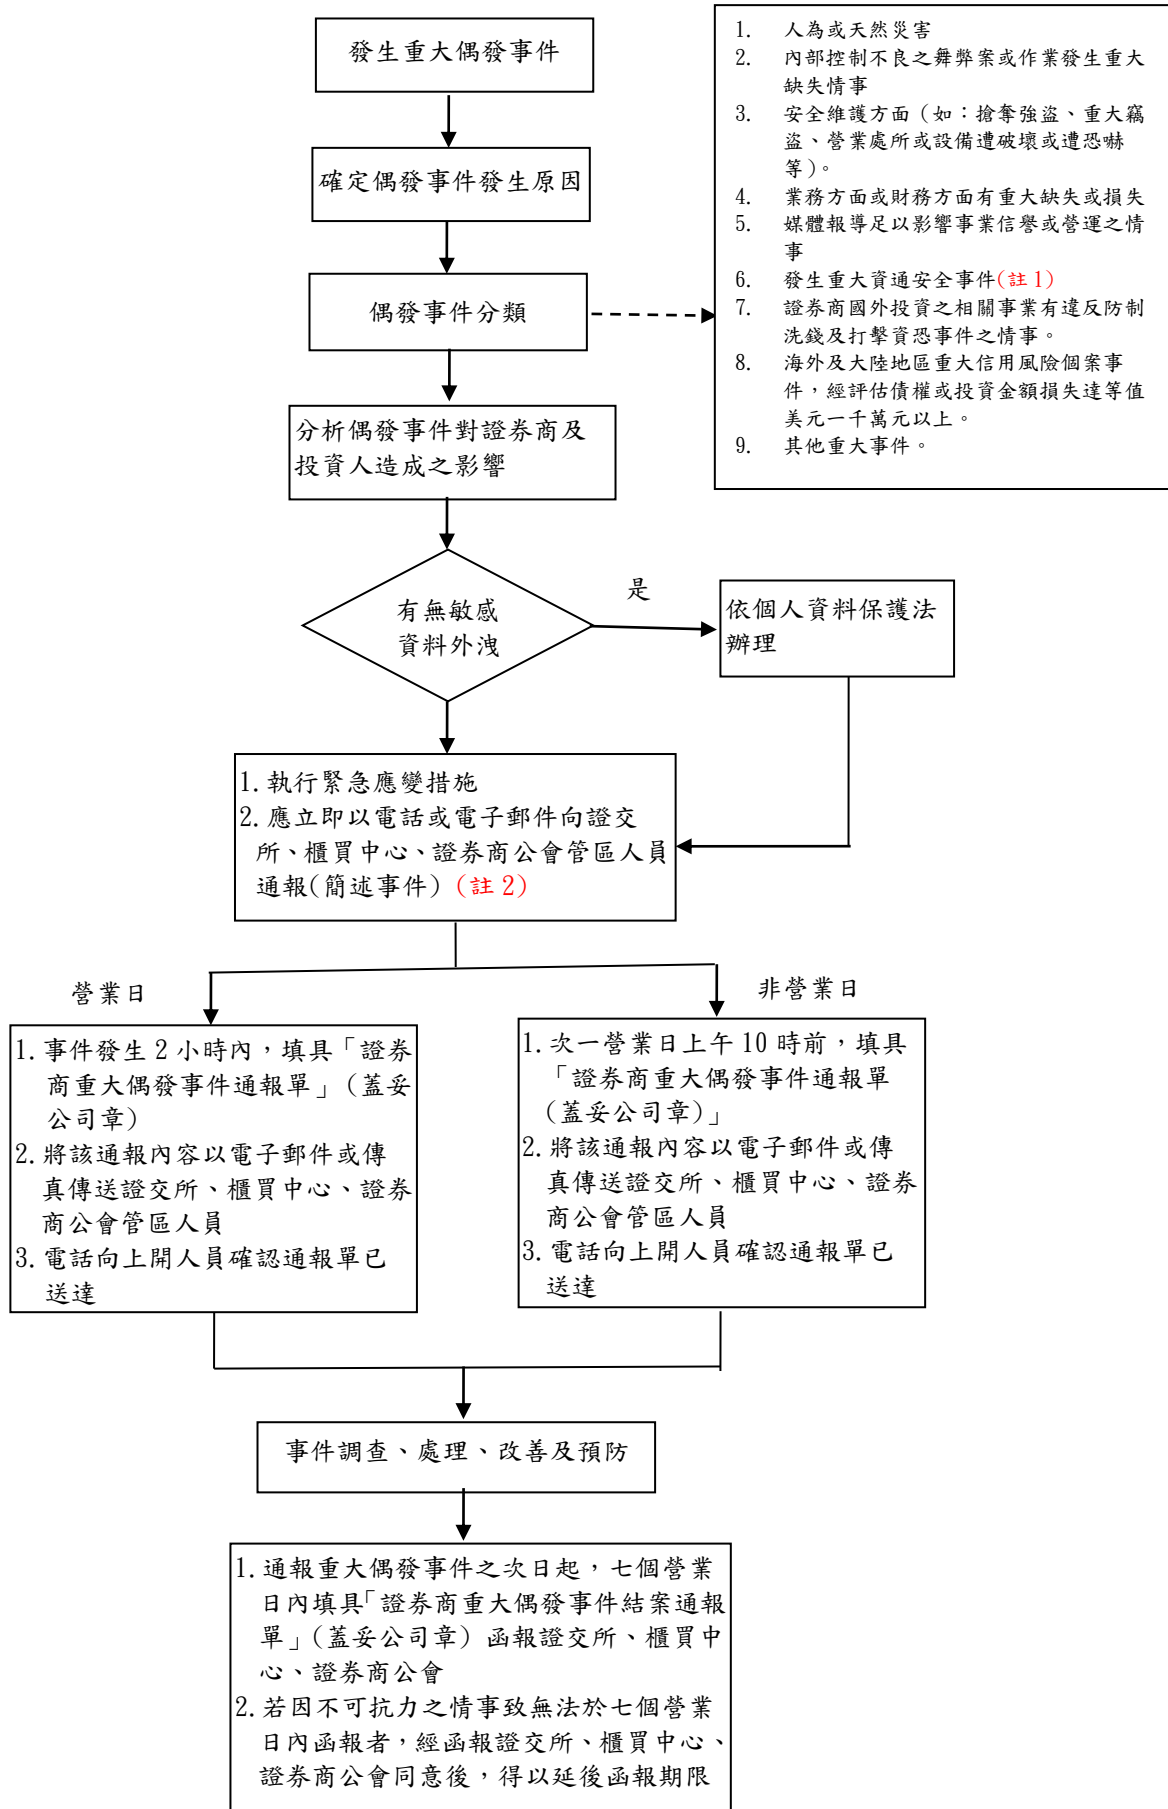 發生重大偶發事件
確定偶發事件發生原因
偶發事件分類
1. 人為或天然災害
2. 內部控制不良之舞弊案或作業發生重大
缺失情事
3. 安全維護方面（如：搶奪強盜、重大竊
盜、營業處所或設備遭破壞或遭恐嚇
等）。
4. 業務方面或財務方面有重大缺失或損失
5. 媒體報導足以影響事業信譽或營運之情
事
6. 發生重大資通安全事件(註 1)
7. 證券商國外投資之相關事業有違反防制
洗錢及打擊資恐事件之情事。
8. 海外及大陸地區重大信用風險個案事
件，經評估債權或投資金額損失達等值
美元一千萬元以上。
9. 其他重大事件。
分析偶發事件對證券商及
投資人造成之影響
有無敏感
資料外洩
是
依個人資料保護法
辦理
1. 執行緊急應變措施
2. 應立即以電話或電子郵件向證交
所、櫃買中心、證券商公會管區人員
通報(簡述事件) (註 2)
營業日
非營業日
1. 事件發生 2 小時內，填具「證券
商重大偶發事件通報單」(蓋妥
公司章)
2. 將該通報內容以電子郵件或傳
真傳送證交所、櫃買中心、證券
商公會管區人員
3. 電話向上開人員確認通報單已
送達
1. 次一營業日上午 10 時前，填具
「證券商重大偶發事件通報單
(蓋妥公司章)」
2. 將該通報內容以電子郵件或傳
真傳送證交所、櫃買中心、證券
商公會管區人員
3. 電話向上開人員確認通報單已
送達
事件調查、處理、改善及預防
1. 通報重大偶發事件之次日起，七個營業
日內填具「證券商重大偶發事件結案通報
單」(蓋妥公司章) 函報證交所、櫃買中
心、證券商公會
2. 若因不可抗力之情事致無法於七個營業
日內函報者，經函報證交所、櫃買中心、
證券商公會同意後，得以延後函報期限